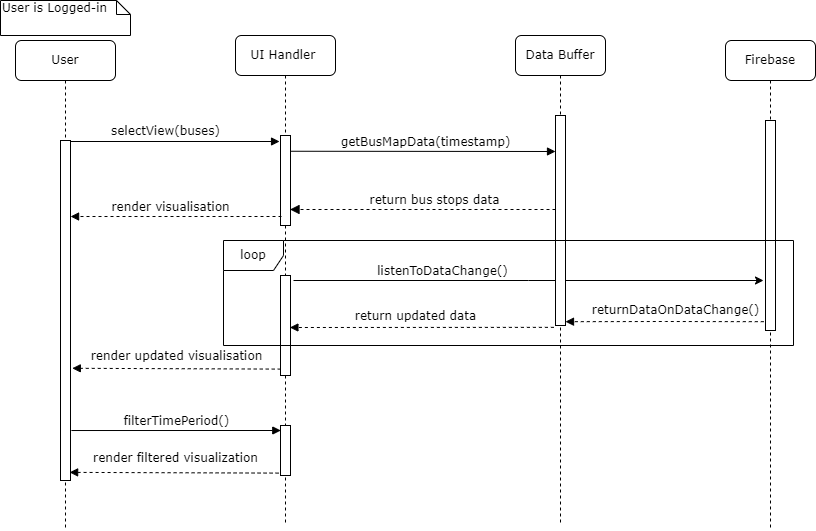 User is Logged-in
User
UI Handler
Data Buffer
Firebase
selectView(buses)
getBusMapData(timestamp)
return bus stops data
render visualisation
loop
listenToDataChange()
returnDataOnDataChange()
return updated data
render updated visualisation
filterTimePeriod()
render filtered visualization